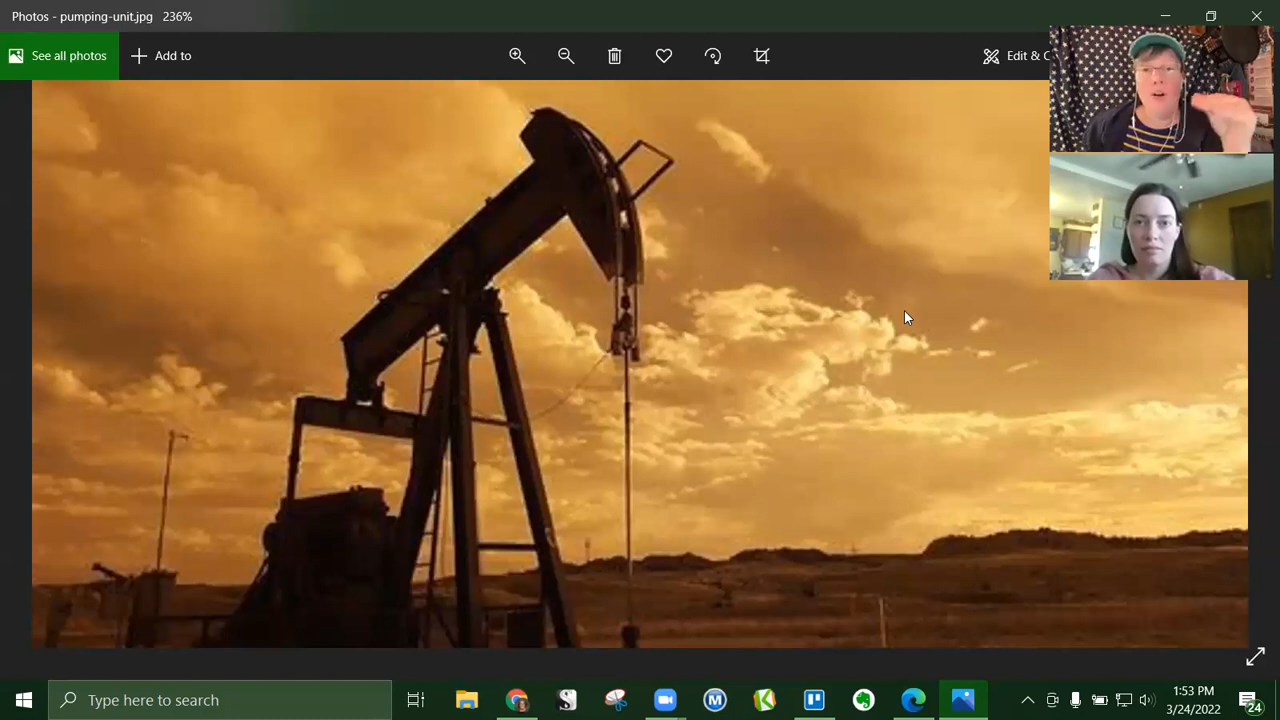 Photos - pumping-unit.jpg 236%
See all photos
Add to
Edit & C
Type here to search
1:53 PM
3/24/2022
24